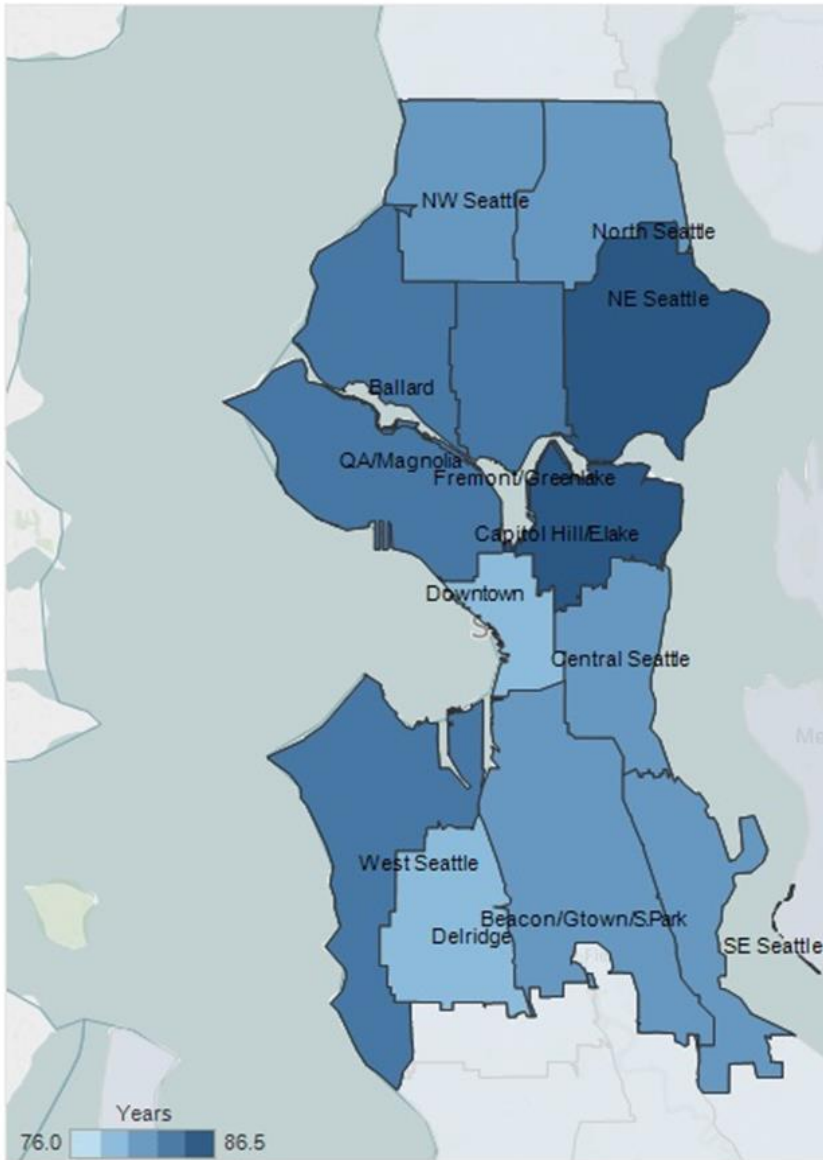 NW Seattle
North Seattle
NE Seattle
Ballard
QA/Magnolia
Fremont/Greenlake
Capitol Hill/E.lake
Downtown
Central Seattle
West Seattle
Beacon/Gtown/S.Park
Delridge
SE Seattle
Years
76.0 86.5